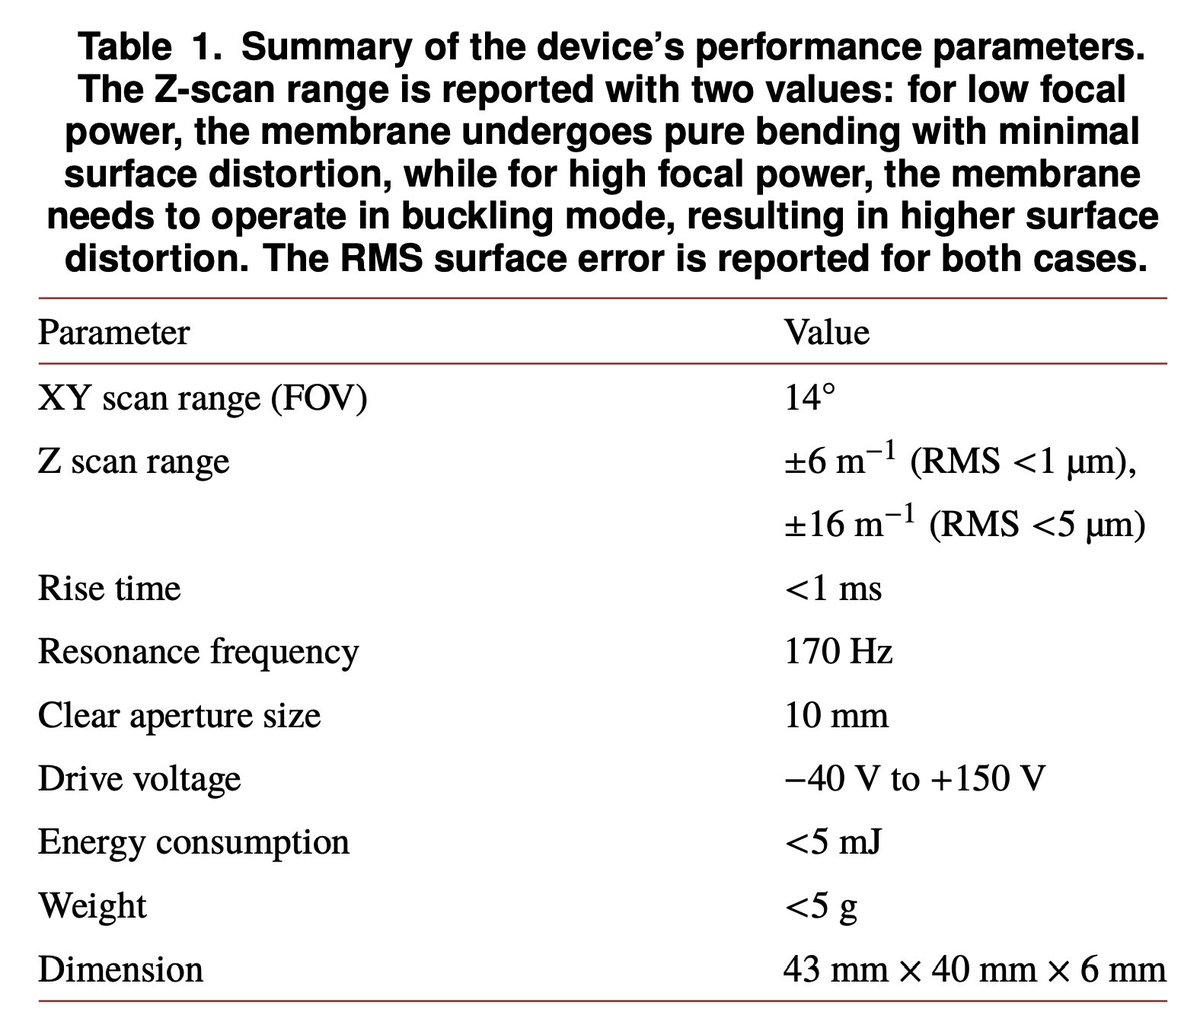 Table 1. Summary of the device's performance parameters.
The Z-scan range is reported with two values: for low focal
power, the membrane undergoes pure bending with minimal
surface distortion, while for high focal power, the membrane
needs to operate in buckling mode, resulting in higher surface
distortion. The RMS surface error is reported for both cases.
Parameter Value
XY scan range (FOV) 14°
Z scan range ±6 m⁻¹ (RMS <1 μm),
±16 m⁻¹ (RMS <5 μm)
Rise time <1 ms
Resonance frequency 170 Hz
Clear aperture size 10 mm
Drive voltage −40 V to +150 V
Energy consumption <5 mJ
Weight <5 g
Dimension 43 mm × 40 mm × 6 mm